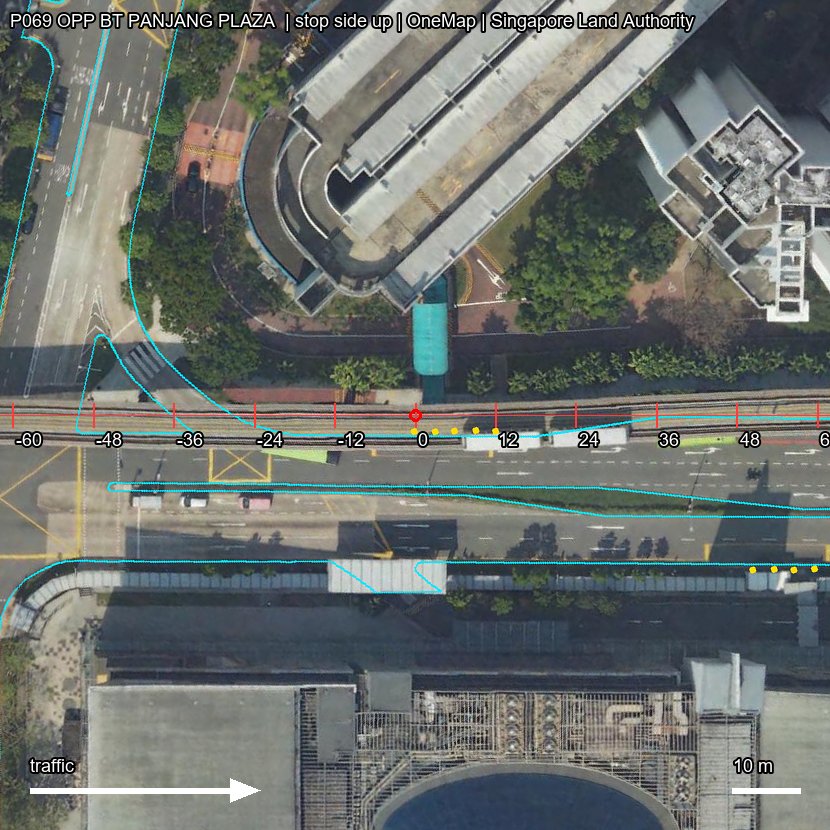 P069 OPP BT PANJANG PLAZA | stop side up | OneMap | Singapore Land Authority
-60 -48 -36 -24 -12 0 12 24 36 48 6
traffic 10 m